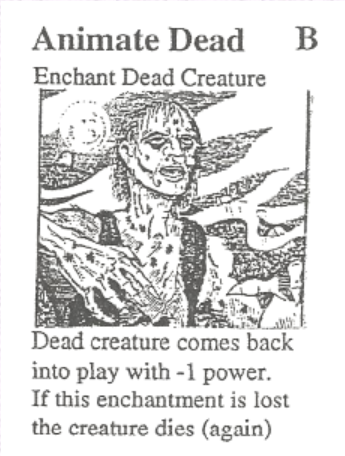 Animate Dead B
Enchant Dead Creature
Dead creature comes back
into play with -1 power.
If this enchantment is lost
the creature dies (again)